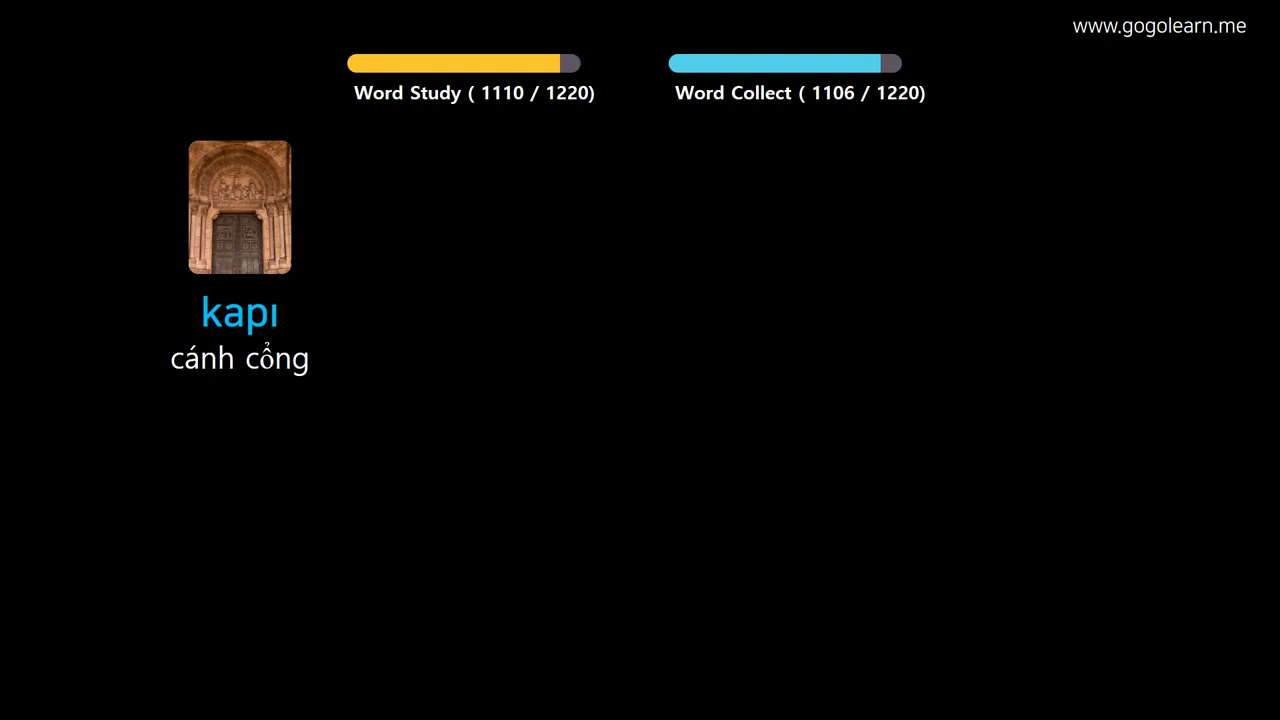 www.gogolearn.me
Word Study ( 1110 / 1220)
Word Collect ( 1106 / 1220)
kapı
cánh cổng